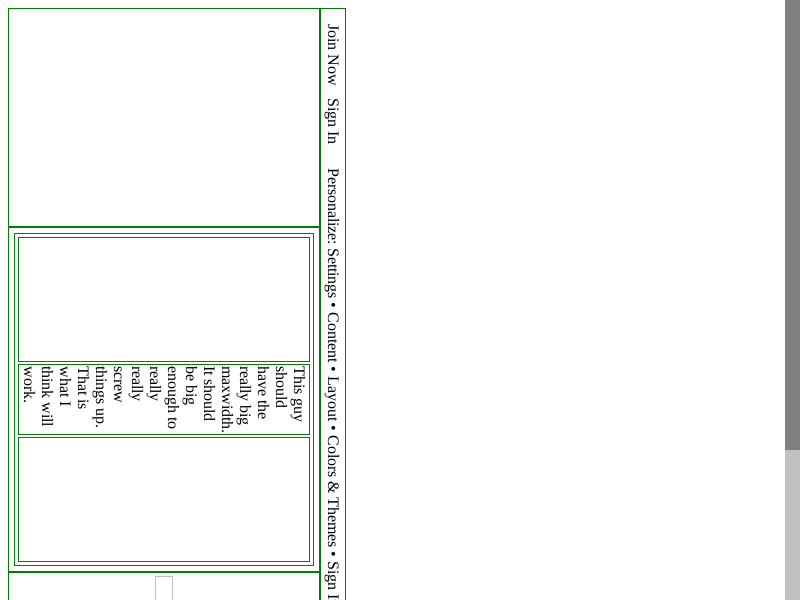 Join Now Sign In Personalize: Settings • Content • Layout • Colors & Themes • Sign
This guy
should
have the
really big
maxwidth.
It should
be big
enough to
really
really
screw
things up.
That is
what I
think will
work.